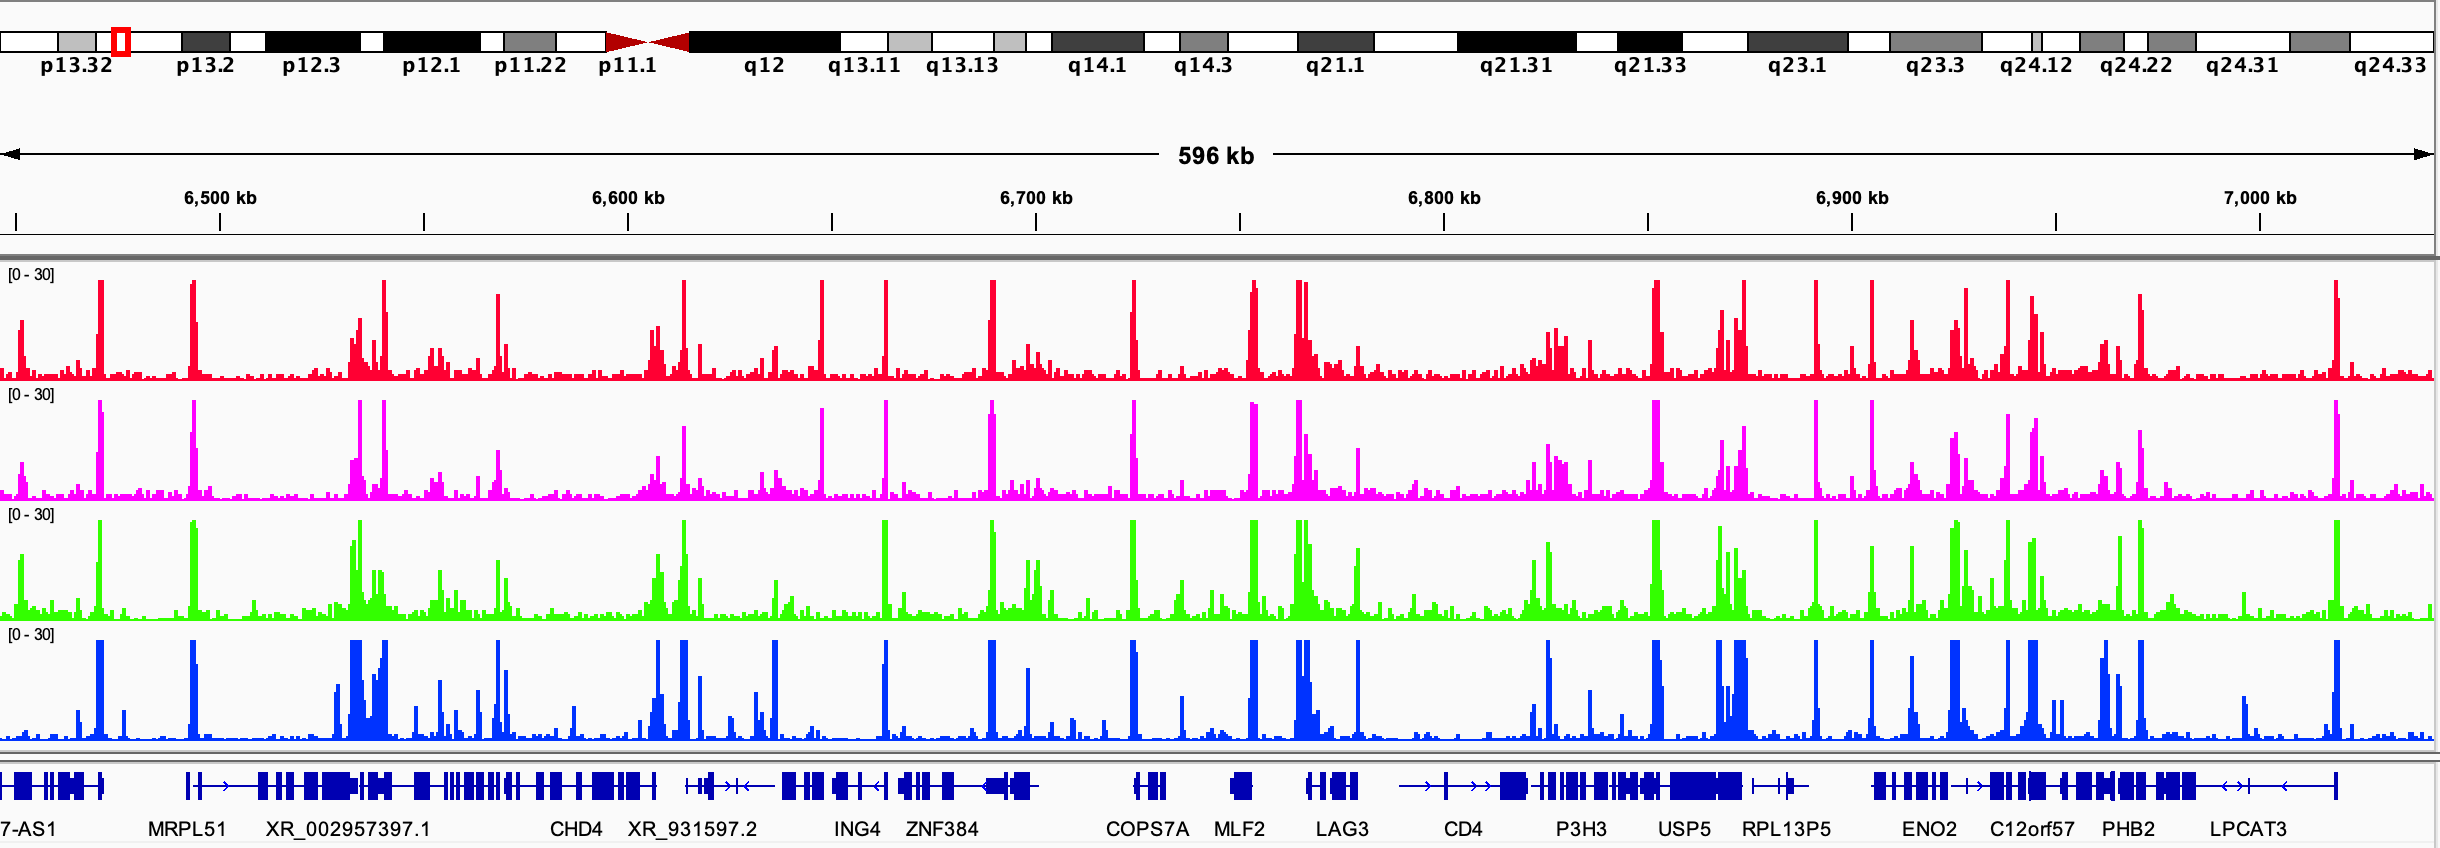 p13.32 p13.2 p12.3 p12.1 p11.22 p11.1 q12 q13.11 q13.13 q14.1 q14.3 q21.1 q21.31 q21.33 q23.1 q23.3 q24.12 q24.22 q24.31 q24.33
596 kb
6,500 kb 6,600 kb 6,700 kb 6,800 kb 6,900 kb 7,000 kb
[0 - 30]
[0 - 30]
[0 - 30]
[0 - 30]
7-AS1 MRPL51 XR_002957397.1 CHD4 XR_931597.2 ING4 ZNF384 COPS7A MLF2 LAG3 CD4 P3H3 USP5 RPL13P5 ENO2 C12orf57 PHB2 LPCAT3